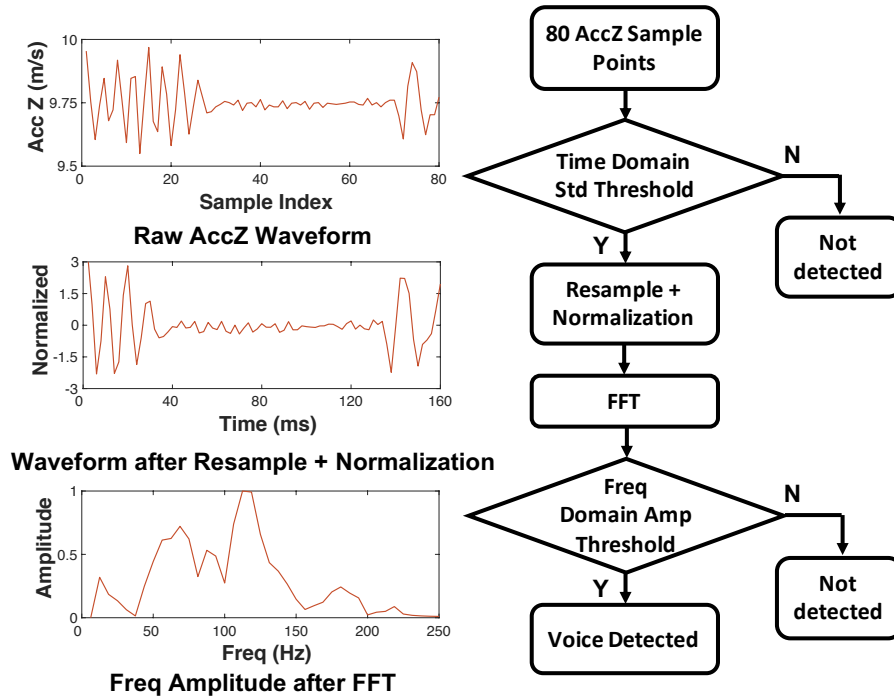 10
9.75
9.5
Acc Z (m/s)
0
20
40
60
80
Sample Index
Raw AccZ Waveform
3
1.5
0
-1.5
-3
Normalized
0
40
80
120
160
Time (ms)
Waveform after Resample + Normalization
1
0.5
0
Amplitude
0
50
100
150
200
250
Freq (Hz)
Freq Amplitude after FFT
80 AccZ Sample
Points
Time Domain
Std Threshold
N
Not
detected
Y
Resample +
Normalization
FFT
Freq
Domain Amp
Threshold
N
Not
detected
Y
Voice Detected